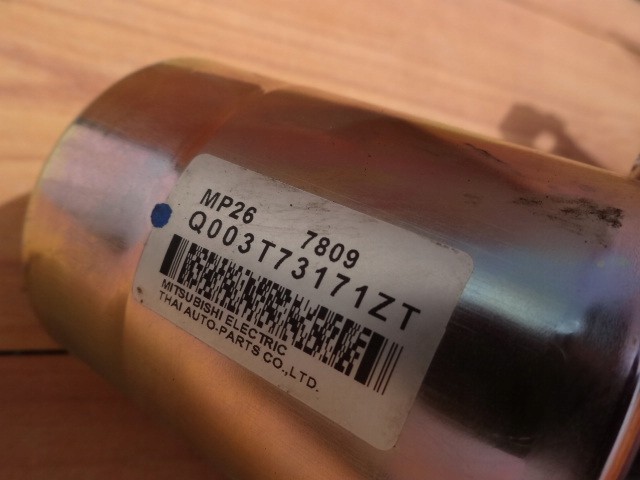 MP26 7809
Q003T73171ZT
MITSUBISHI ELECTRIC
THAI AUTO-PARTS CO.,LTD.